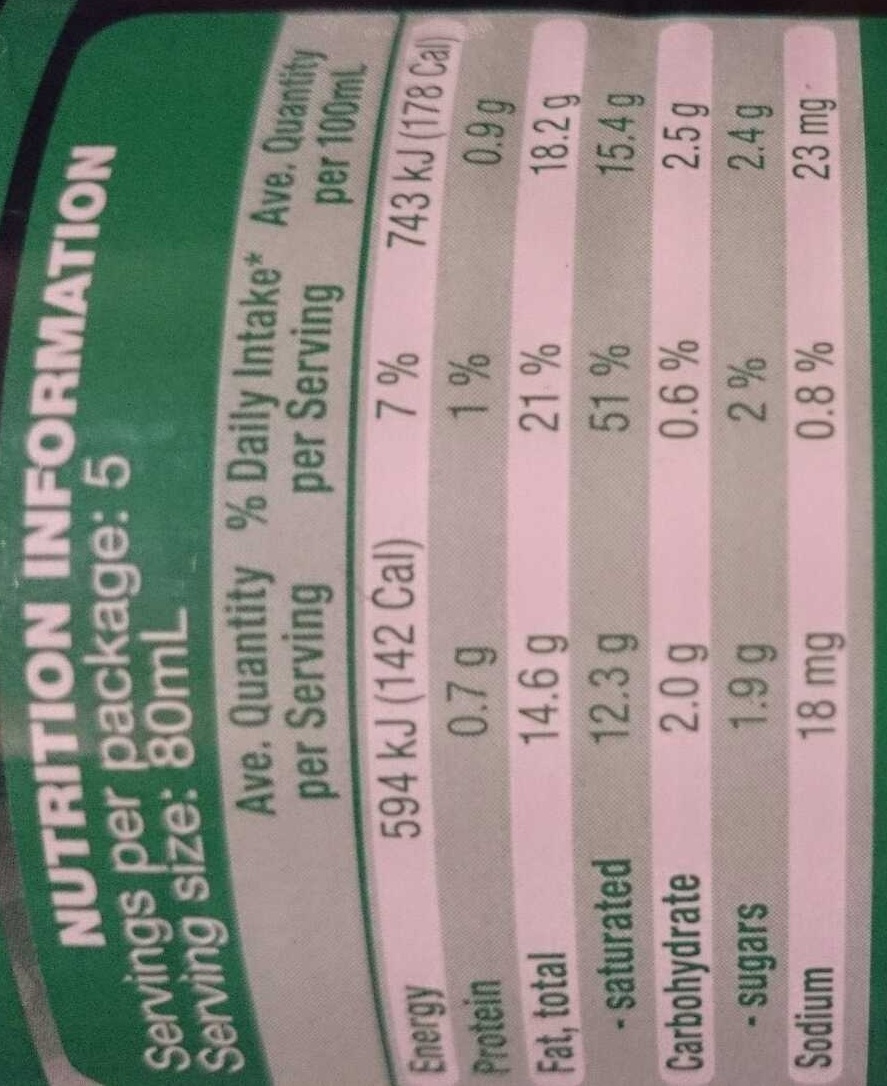 NUTRITION INFORMATION
Servings per package: 5
Serving size: 80mL
Ave. Quantity per Serving % Daily Intake* per Serving Ave. Quantity per 100mL
Energy 594 kJ (142 Cal) 7 % 743 kJ (178 Cal)
Protein 0.7 g 1 % 0.9 g
Fat, total 14.6 g 21 % 18.2 g
- saturated 12.3 g 51 % 15.4 g
Carbohydrate 2.0 g 0.6 % 2.5 g
- sugars 1.9 g 2 % 2.4 g
Sodium 18 mg 0.8 % 23 mg